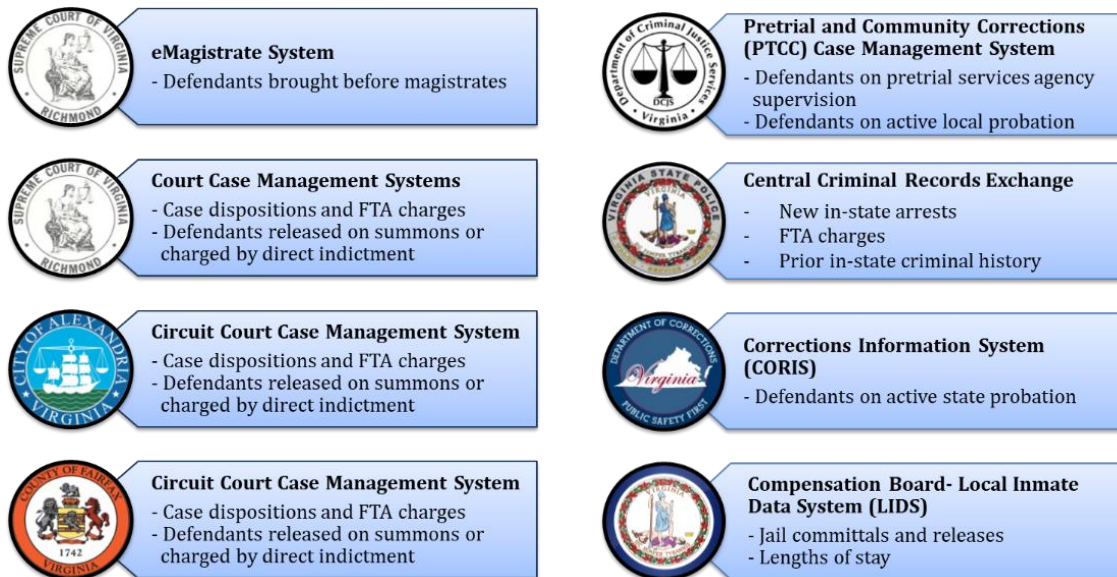 SUPREME COURT OF VIRGINIA
RICHMOND
eMagistrate System
- Defendants brought before magistrates
SUPREME COURT OF VIRGINIA
RICHMOND
Court Case Management Systems
- Case dispositions and FTA charges
- Defendants released on summons or
charged by direct indictment
CITY OF ALEXANDRIA
VIRGINIA
Circuit Court Case Management System
- Case dispositions and FTA charges
- Defendants released on summons or
charged by direct indictment
COUNTY OF FAIRFAX
1742
VIRGINIA
Circuit Court Case Management System
- Case dispositions and FTA charges
- Defendants released on summons or
charged by direct indictment
Department of Criminal Justice Services
DCJS
Virginia
Pretrial and Community Corrections
(PTCC) Case Management System
- Defendants on pretrial services agency
supervision
- Defendants on active local probation
VIRGINIA STATE POLICE
VIRGINIA
Central Criminal Records Exchange
- New in-state arrests
- FTA charges
- Prior in-state criminal history
DEPARTMENT OF CORRECTIONS
Virginia
PUBLIC SAFETY FIRST
Corrections Information System
(CORIS)
- Defendants on active state probation
VIRGINIA
Compensation Board- Local Inmate
Data System (LIDS)
- Jail committals and releases
- Lengths of stay